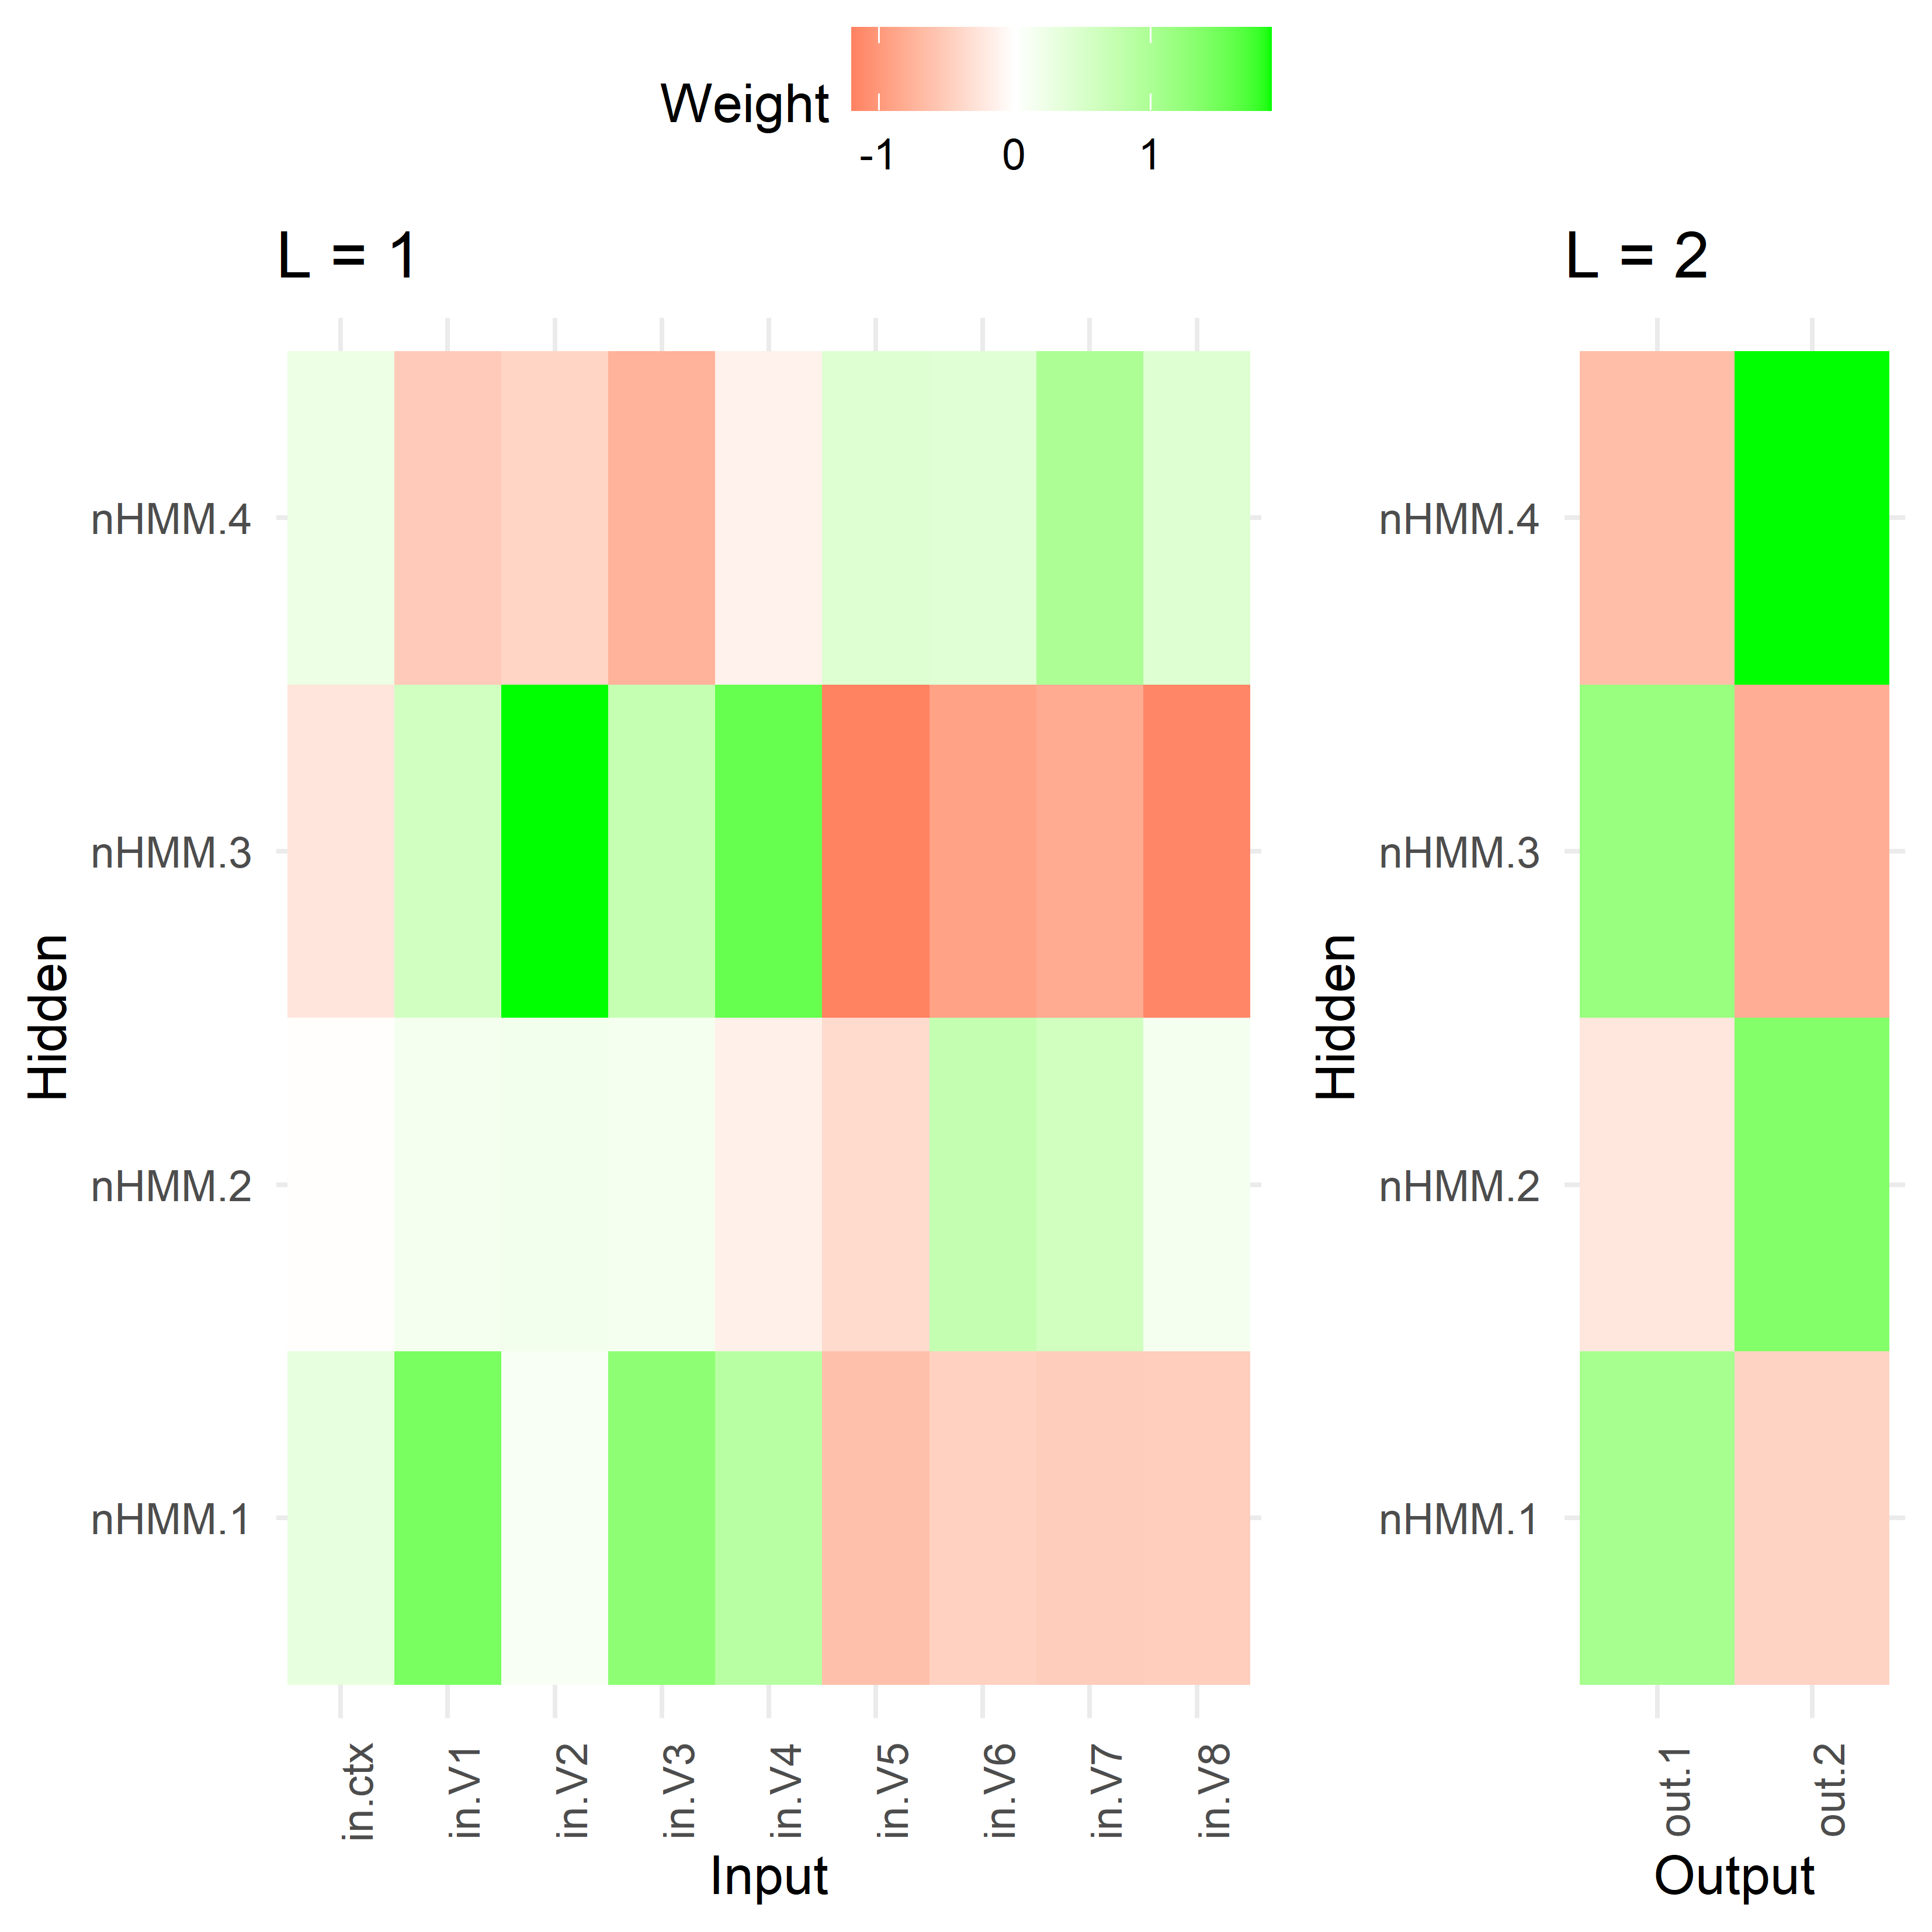 Weight
-1 0 1
L = 1
L = 2
nHMM.4
nHMM.3
nHMM.2
nHMM.1
Hidden
in.ctx
in.V1
in.V2
in.V3
in.V4
in.V5
in.V6
in.V7
in.V8
Input
nHMM.4
nHMM.3
nHMM.2
nHMM.1
Hidden
out.1
out.2
Output